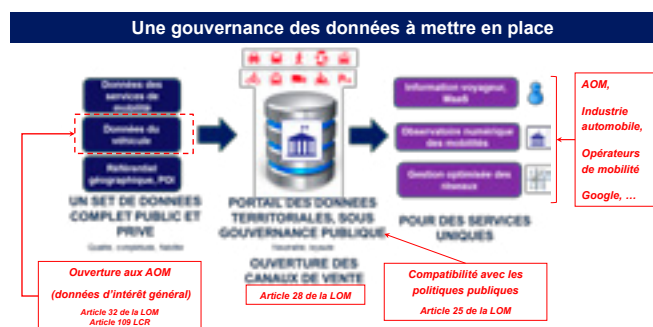 Une gouvernance des données à mettre en place
Données des
services de
mobilité
Données du
véhicule
Référentiel
géographique, POI
UN SET DE DONNÉES
COMPLET PUBLIC ET
PRIVÉ
PORTAIL DES DONNÉES
TERRITORIALES, SOUS
GOUVERNANCE PUBLIQUE
OUVERTURE DES
CANAUX DE VENTE
Article 28 de la LOM
Information voyageur,
MaaS
Observatoire numérique
des mobilités
Gestion optimisée des
réseaux
POUR DES SERVICES
UNIQUES
AOM,
Industrie
automobile,
Opérateurs
de mobilité
Google, …
Ouverture aux AOM
(données d'intérêt général)
Article 32 de la LOM
Article 109 LCR
Compatibilité avec les
politiques publiques
Article 25 de la LOM